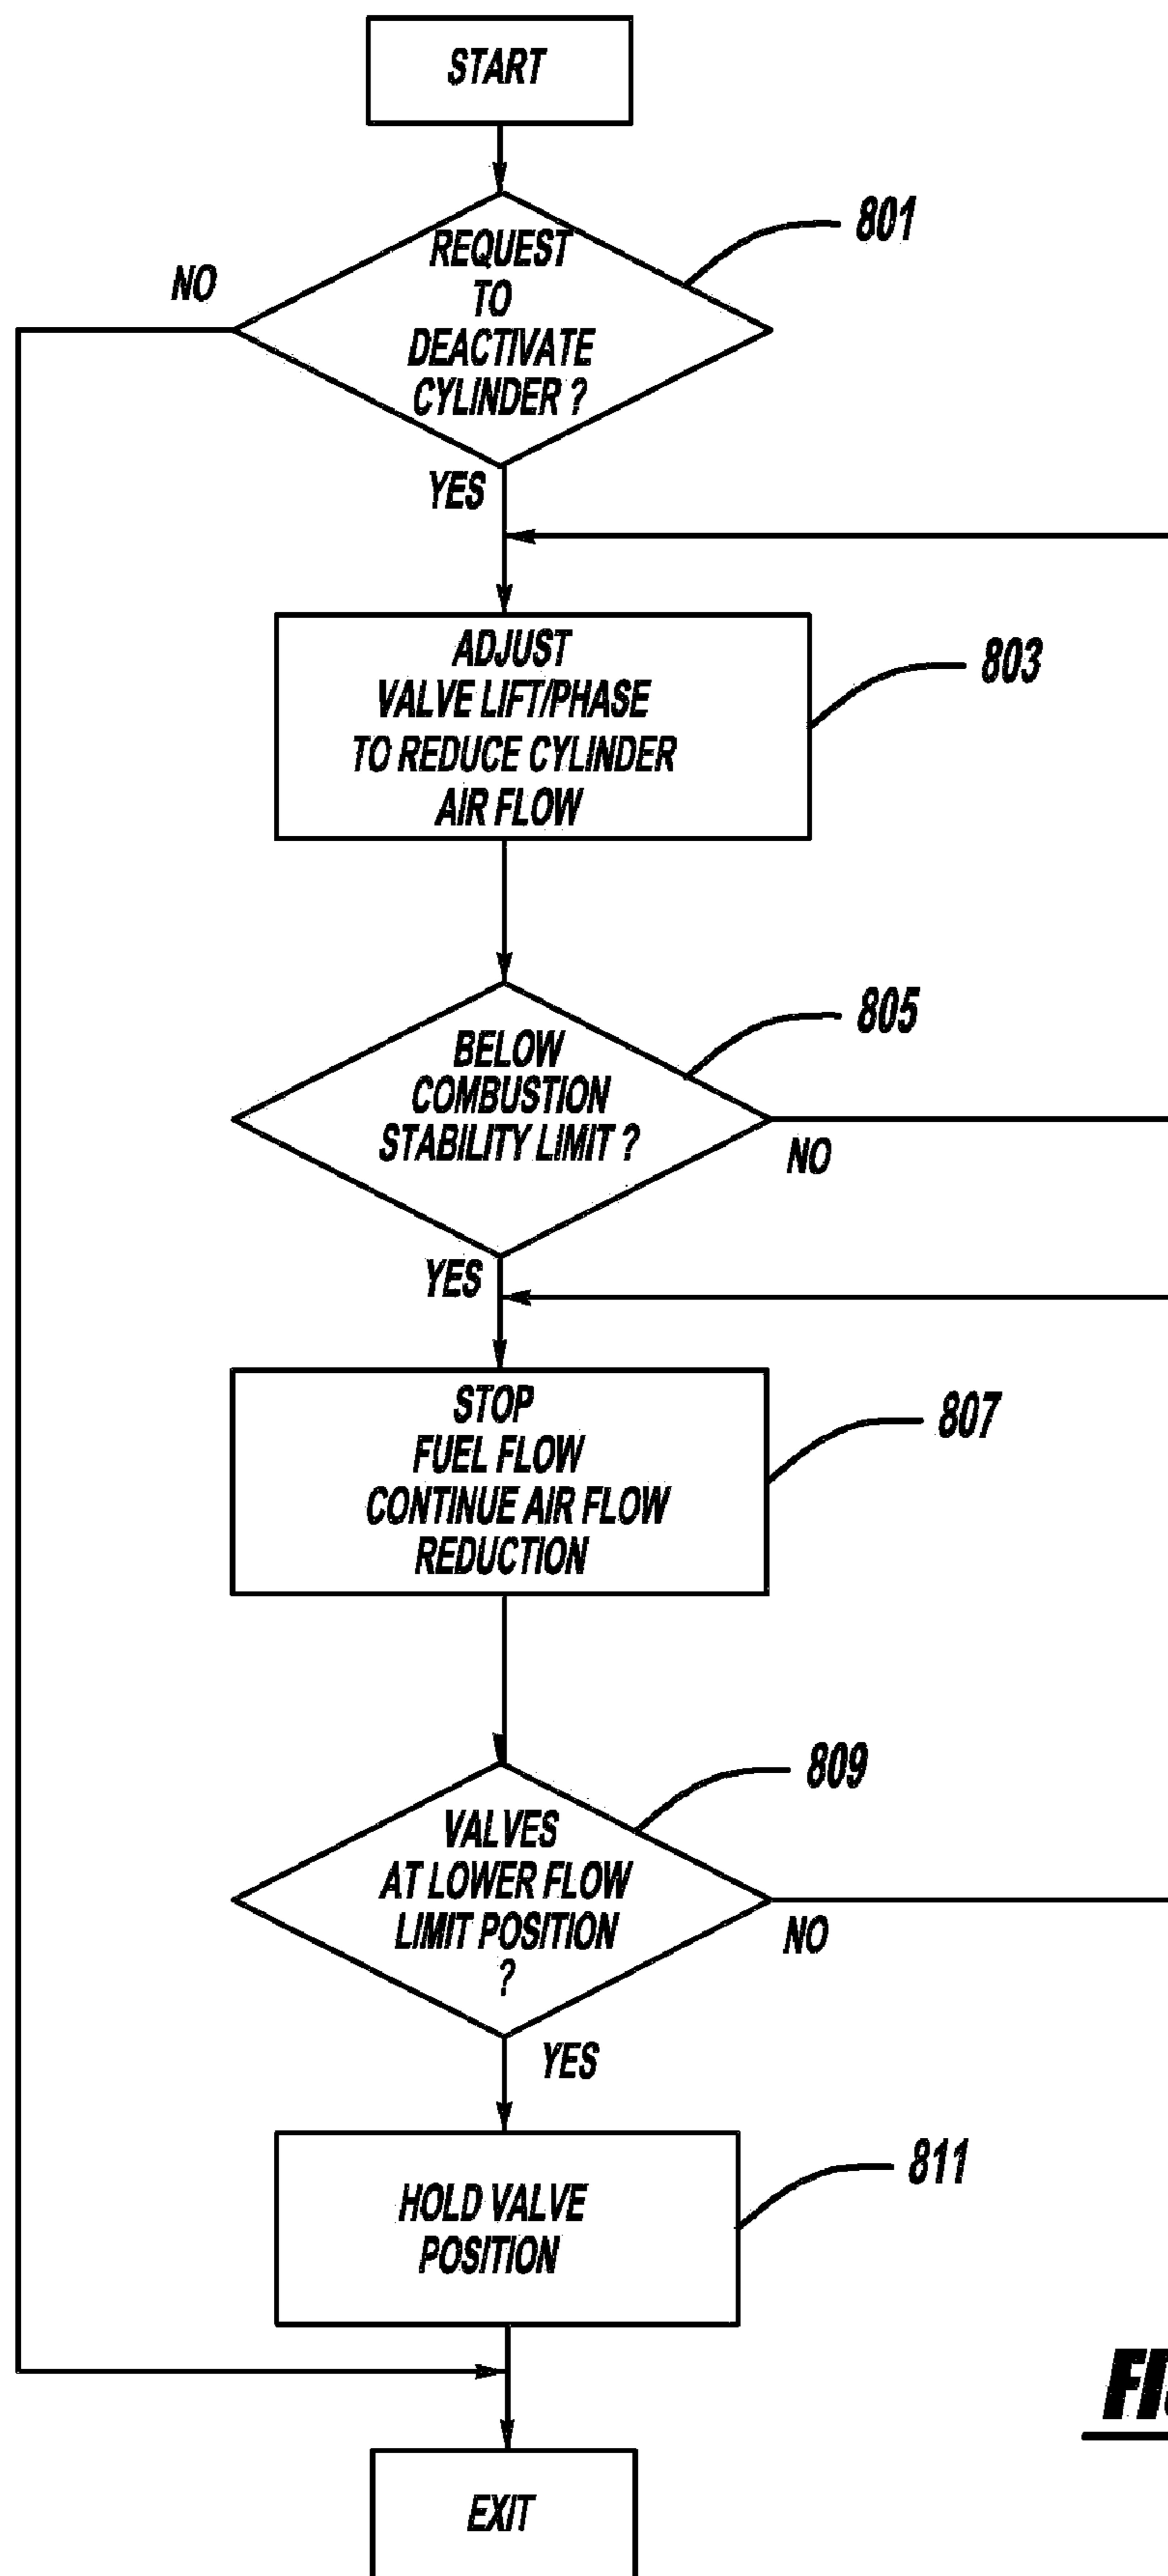 START
801
NO
REQUEST
TO
DEACTIVATE
CYLINDER ?
YES
803
ADJUST
VALVE LIFT/PHASE
TO REDUCE CYLINDER
AIR FLOW
805
BELOW
COMBUSTION
STABILITY LIMIT ?
NO
YES
807
STOP
FUEL FLOW
CONTINUE AIR FLOW
REDUCTION
809
VALVES
AT LOWER FLOW
LIMIT POSITION
?
NO
YES
811
HOLD VALVE
POSITION
EXIT